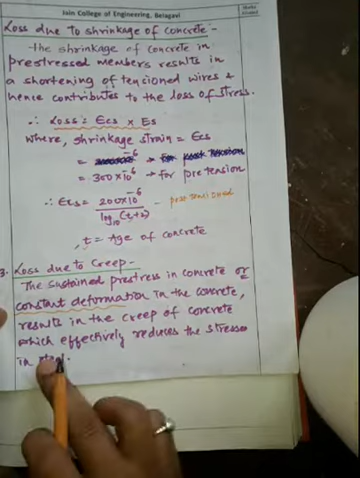 Jain College of Engineering, Belagavi
Loss due To shrinkage of concrete -
The shrinkage of concrete in
prestressed members results in
a shortening of tensioned wires &
hence contributes to the loss of stress.
∴ Loss = Ecs × Es
where, shrinkage strain = Ecs
=
= 300×10⁻⁶ → for pre tension
∴ Ecs = 200×10⁻⁶ / log₁₀(t+2) - post tensioned
t = Age of concrete
3. Loss due to Creep -
The sustained prestress in concrete or
constant deformation in the concrete,
results in the creep of concrete
which effectively reduces the stresses
in steel.